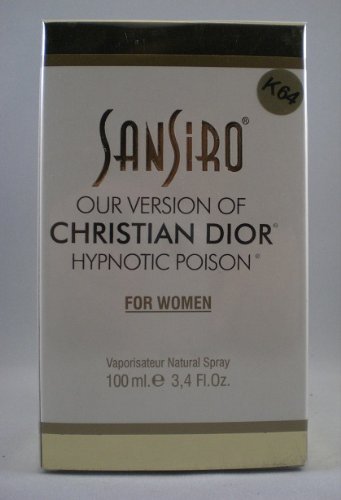 K64
SANSiRO®
OUR VERSION OF
CHRISTIAN DIOR®
HYPNOTIC POISON®
FOR WOMEN
Vaporisateur Natural Spray
100 ml.℮ 3,4 Fl.Oz.